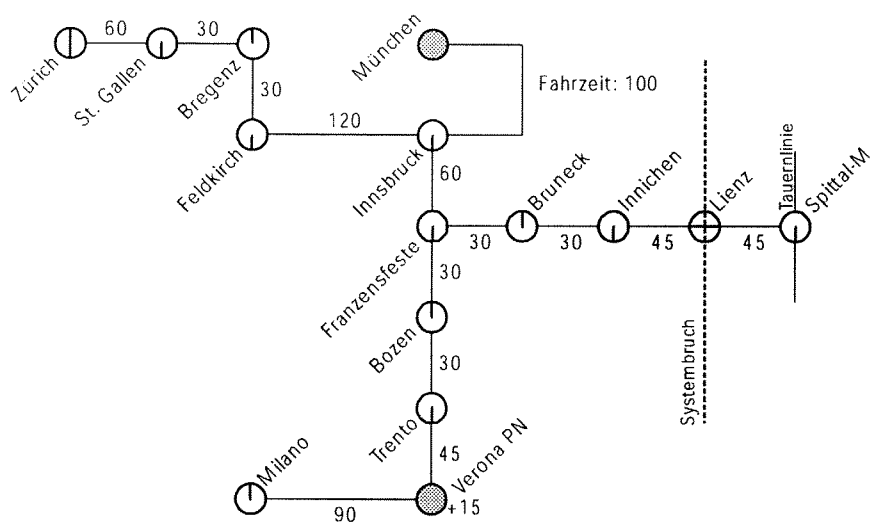 60
30
Zürich
St. Gallen
Bregenz
München
Fahrzeit: 100
30
120
Feldkirch
Innsbruck
60
Bruneck
Innichen
Lienz
Tauernlinie
Spittal-M
30
30
45
45
Franzensfeste
30
Bozen
30
Systembruch
Trento
45
Verona PN
Milano
90
+15